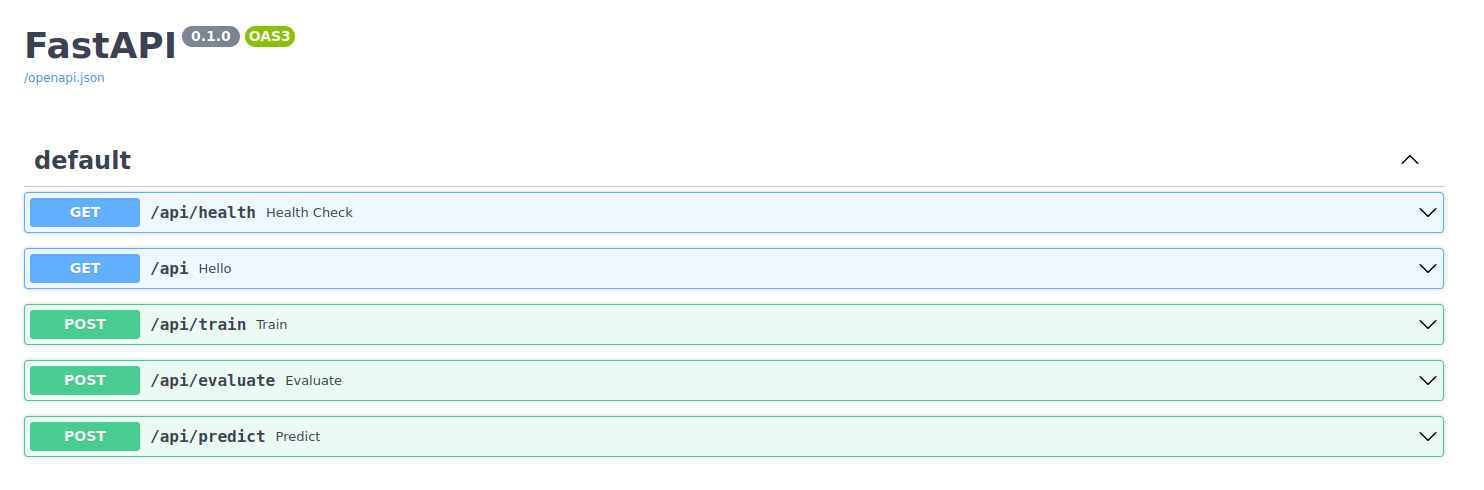 FastAPI 0.1.0 OAS3
/openapi.json
default
GET /api/health Health Check
GET /api Hello
POST /api/train Train
POST /api/evaluate Evaluate
POST /api/predict Predict